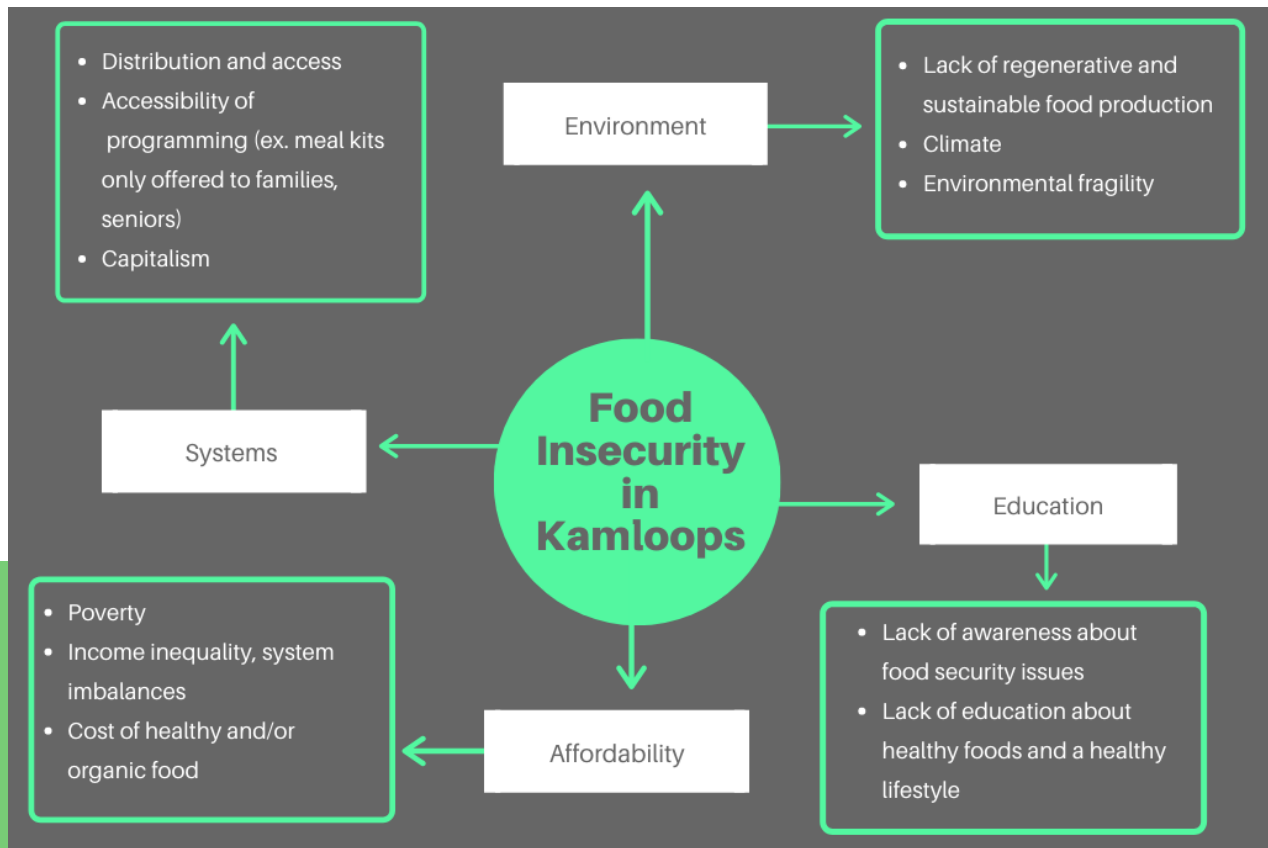 • Distribution and access
• Accessibility of
programming (ex. meal kits
only offered to families,
seniors)
• Capitalism
Environment
• Lack of regenerative and
sustainable food production
• Climate
• Environmental fragility
Systems
Food
Insecurity
in
Kamloops
Education
• Poverty
• Income inequality, system
imbalances
• Cost of healthy and/or
organic food
Affordability
• Lack of awareness about
food security issues
• Lack of education about
healthy foods and a healthy
lifestyle